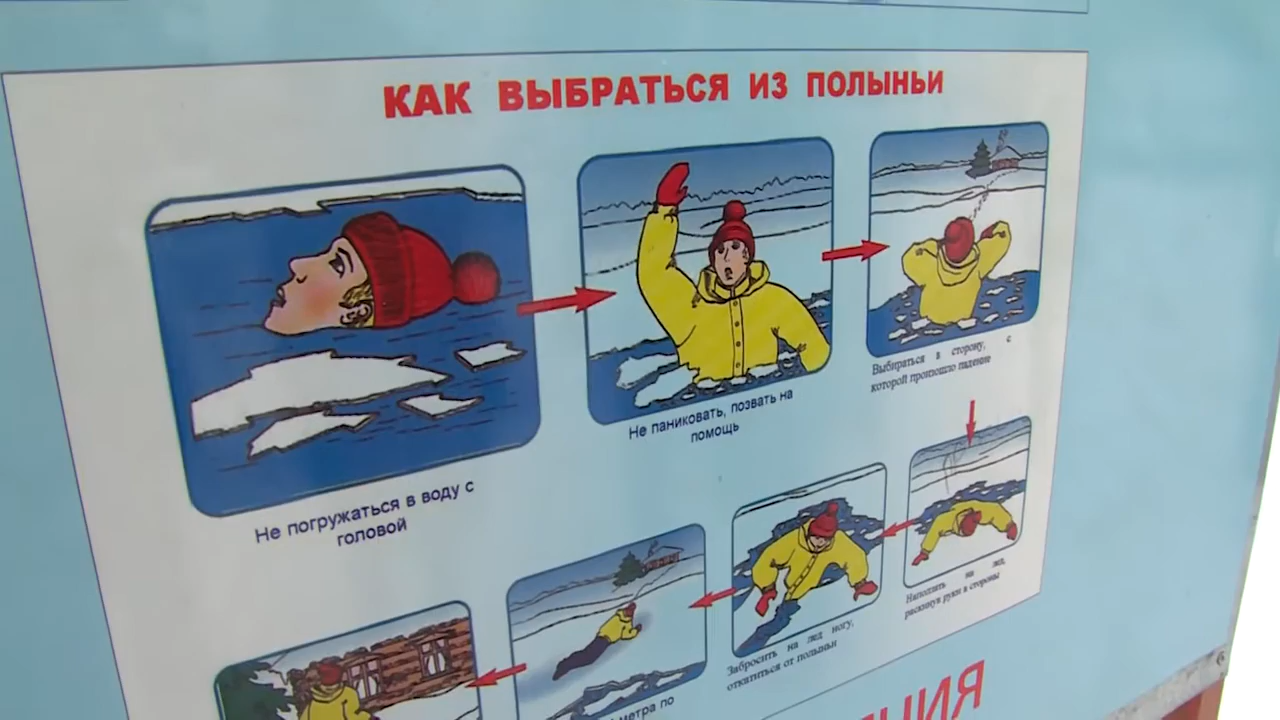 КАК ВЫБРАТЬСЯ ИЗ ПОЛЫНЬИ
Не погружаться в воду с
головой
Не паниковать, позвать на
помощь
Выбираться в сторону, с
которой произошло падение
Наползать на лед,
раскинув руки в стороны
Забросить на лед ногу,
откатиться от полыньи
метра по